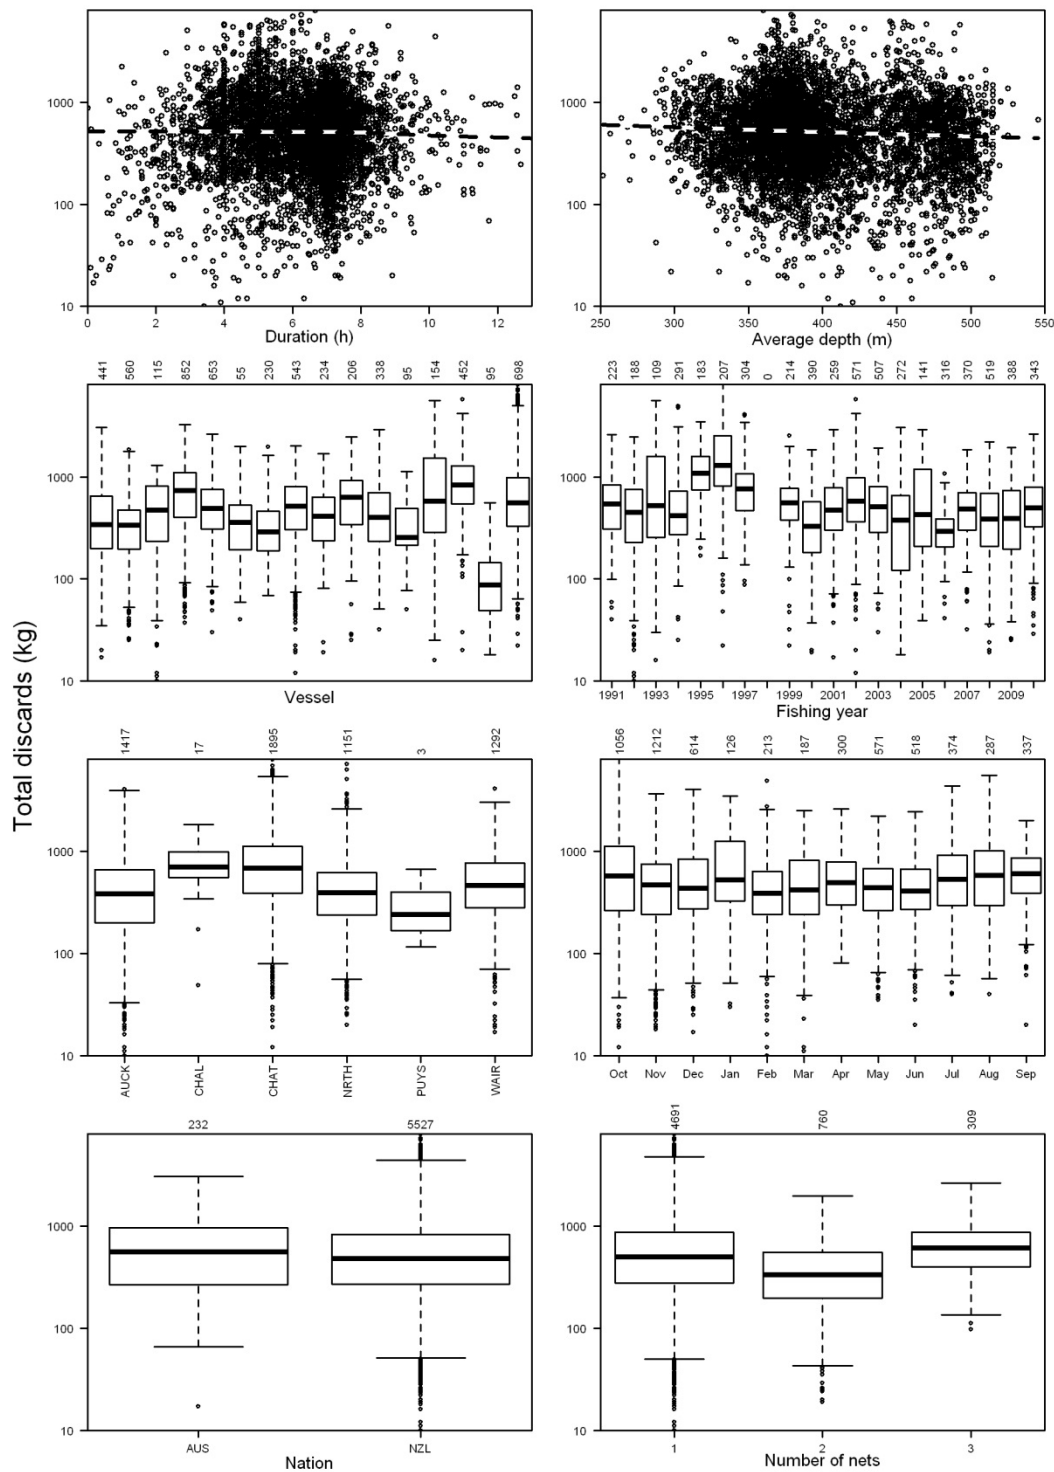 Total discards (kg)
1000
100
10
0 2 4 6 8 10 12
Duration (h)
1000
100
10
250 300 350 400 450 500 550
Average depth (m)
441 560 115 852 653 55 230 543 234 206 338 95 154 452 95 698
1000
100
10
Vessel
223 188 109 291 183 207 304 0 214 390 259 571 507 272 141 316 370 519 388 343
1000
100
10
1991 1993 1995 1997 1999 2001 2003 2005 2007 2009
Fishing year
1417 17 1895 1151 3 1292
1000
100
10
AUCK CHAL CHAT NRTH PUYS WAIR
1056 1212 614 126 213 187 300 571 518 374 287 337
1000
100
10
Oct Nov Dec Jan Feb Mar Apr May Jun Jul Aug Sep
232 5527
1000
100
10
AUS NZL
Nation
4691 760 309
1000
100
10
1 2 3
Number of nets